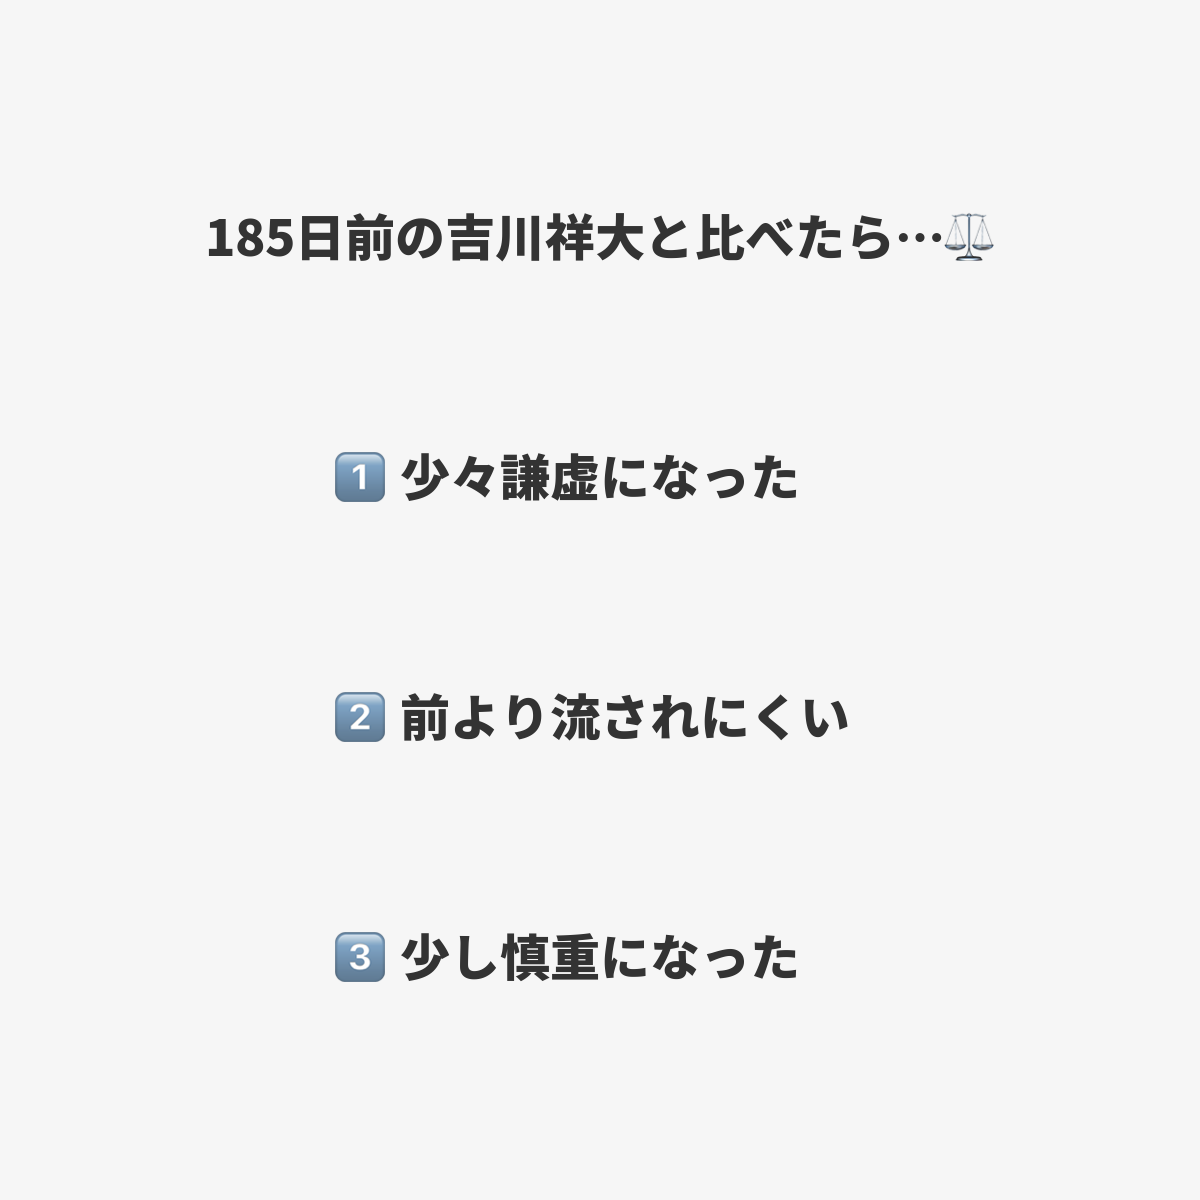 185日前の吉川祥大と比べたら…⚖️
1️⃣ 少々謙虚になった
2️⃣ 前より流されにくい
3️⃣ 少し慎重になった